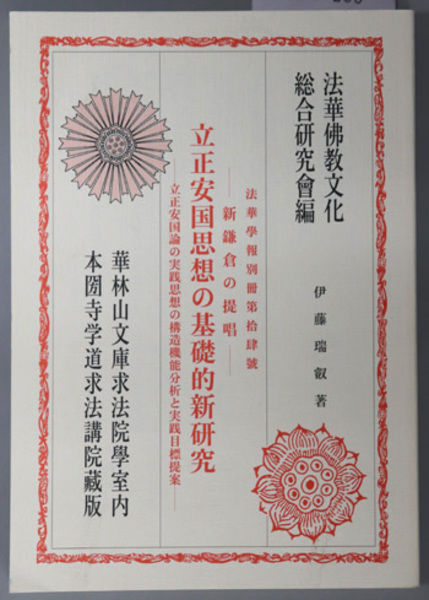 法華佛教文化
総合研究會編
伊藤瑞叡著
法華學報別冊第拾肆號
―新鎌倉の提唱―
立正安国思想の基礎的新研究
―立正安国論の実践思想の構造機能分析と実践目標提案―
華林山文庫求法院學室内
本圀寺学道求法講院藏版